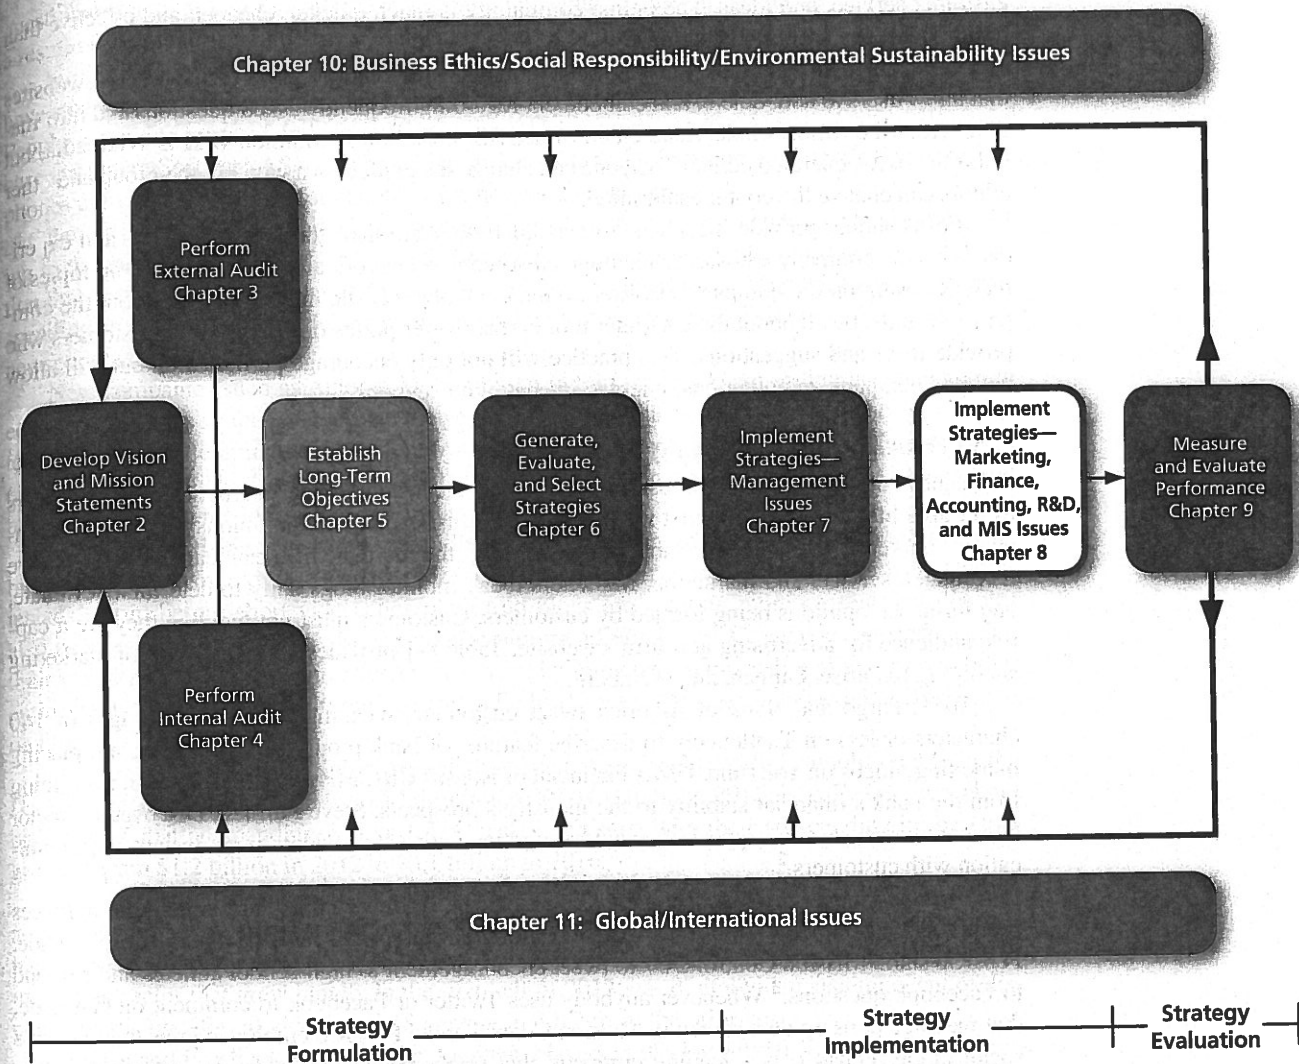 Chapter 10: Business Ethics/Social Responsibility/Environmental Sustainability Issues
Perform
External Audit
Chapter 3
Develop Vision
and Mission
Statements
Chapter 2
Establish
Long-Term
Objectives
Chapter 5
Generate,
Evaluate,
and Select
Strategies
Chapter 6
Implement
Strategies—
Management
Issues
Chapter 7
Implement
Strategies—
Marketing,
Finance,
Accounting, R&D,
and MIS Issues
Chapter 8
Measure
and Evaluate
Performance
Chapter 9
Perform
Internal Audit
Chapter 4
cation with customers
Chapter 11: Global/International Issues
Strategy
Formulation
Strategy
Implementation
Strategy
Evaluation